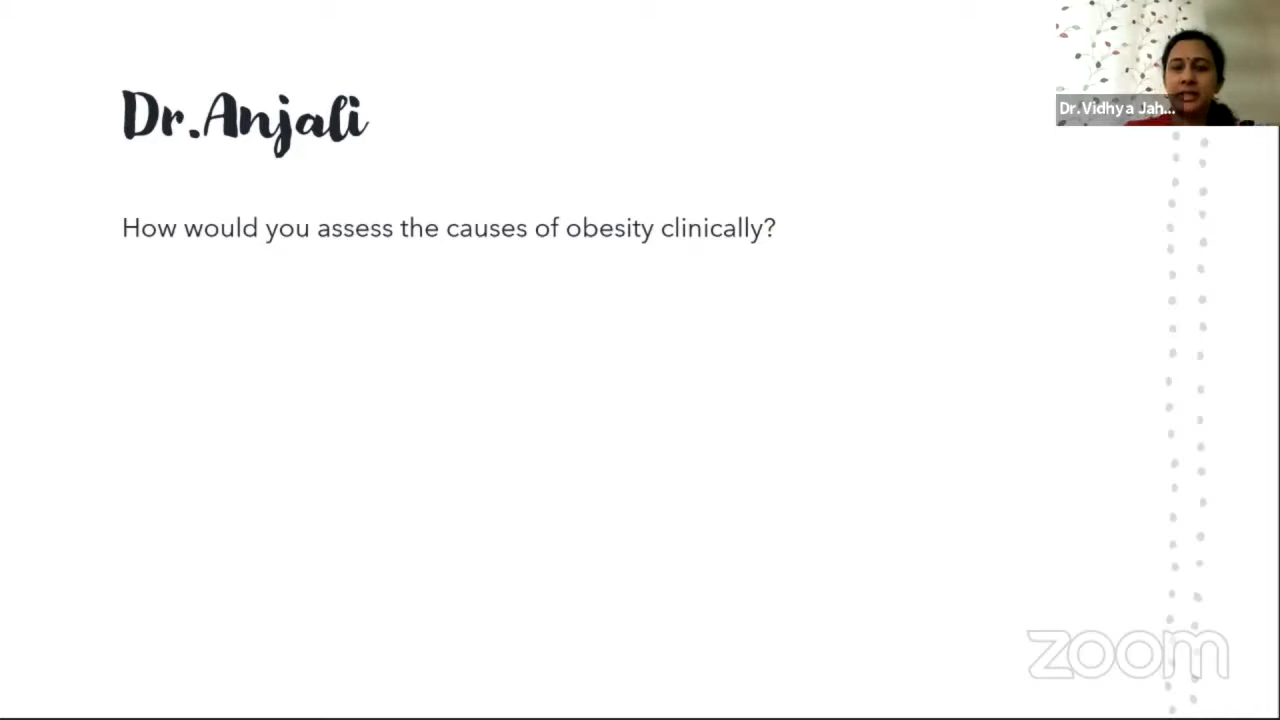 Dr.Anjali
Dr.Vidhya Jah...
How would you assess the causes of obesity clinically?
zoom